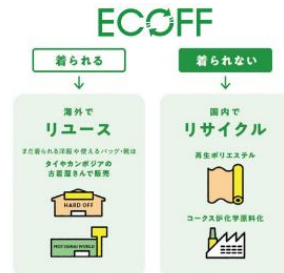 ECOFF
着られる
着られない
海外で
リユース
まだ着られる洋服や使えるバッグ・靴は
タイやカンボジアの
古着屋さんで販売
HARD OFF
国内で
リサイクル
再生ポリエステル
コークス炉化学原料化